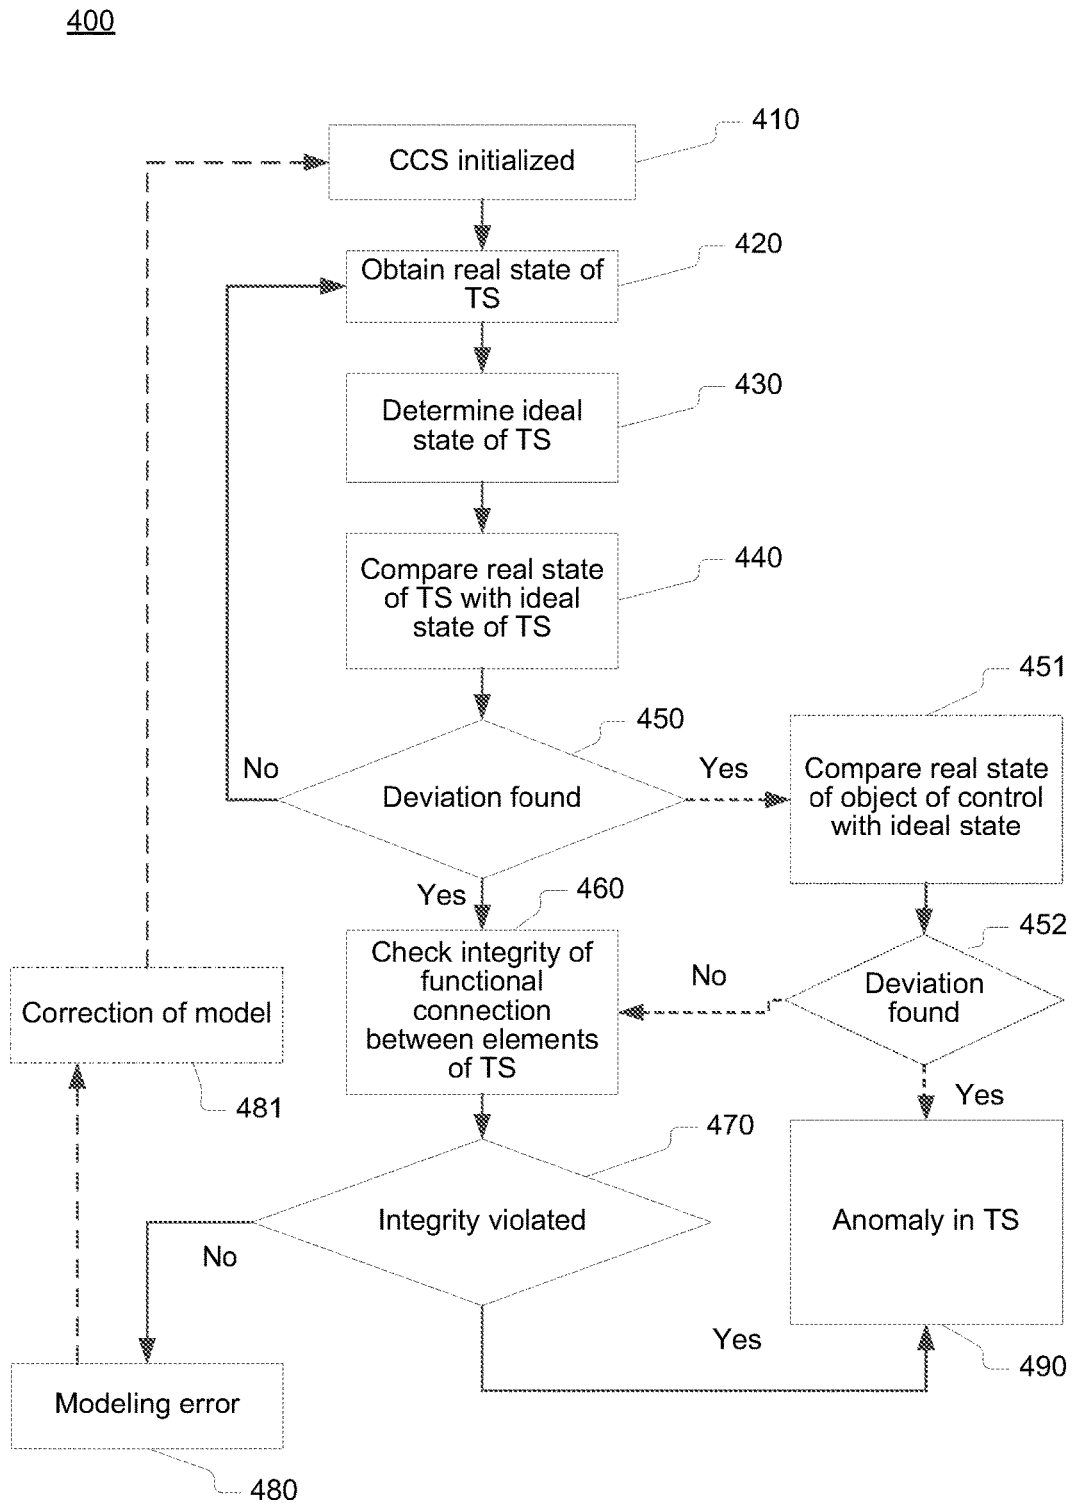 400
410
CCS initialized
420
Obtain real state of
TS
430
Determine ideal
state of TS
440
Compare real state
of TS with ideal
state of TS
451
450
No
Yes
Compare real state
of object of control
with ideal state
Deviation found
Yes
460
452
Check integrity of
functional
connection
between elements
of TS
No
Deviation
found
Correction of model
481
Yes
470
Integrity violated
Anomaly in TS
No
Yes
490
Modeling error
480